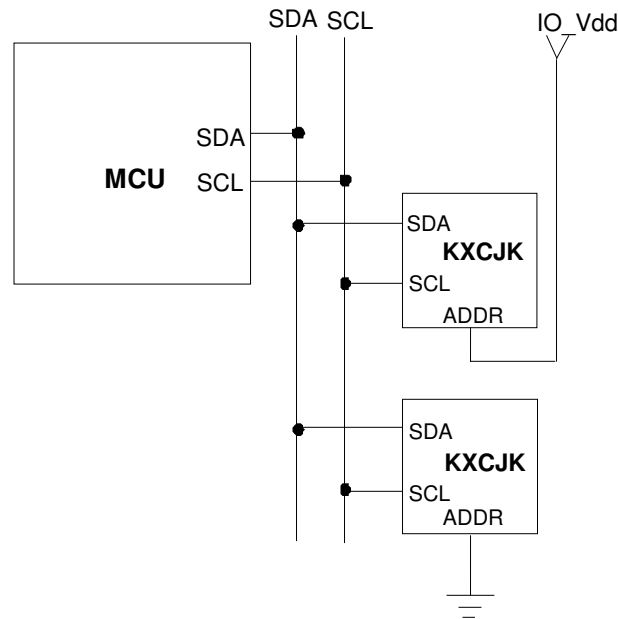 SDA SCL
IO_Vdd
SDA
MCU
SCL
SDA
KXCJK
SCL
ADDR
SDA
KXCJK
SCL
ADDR